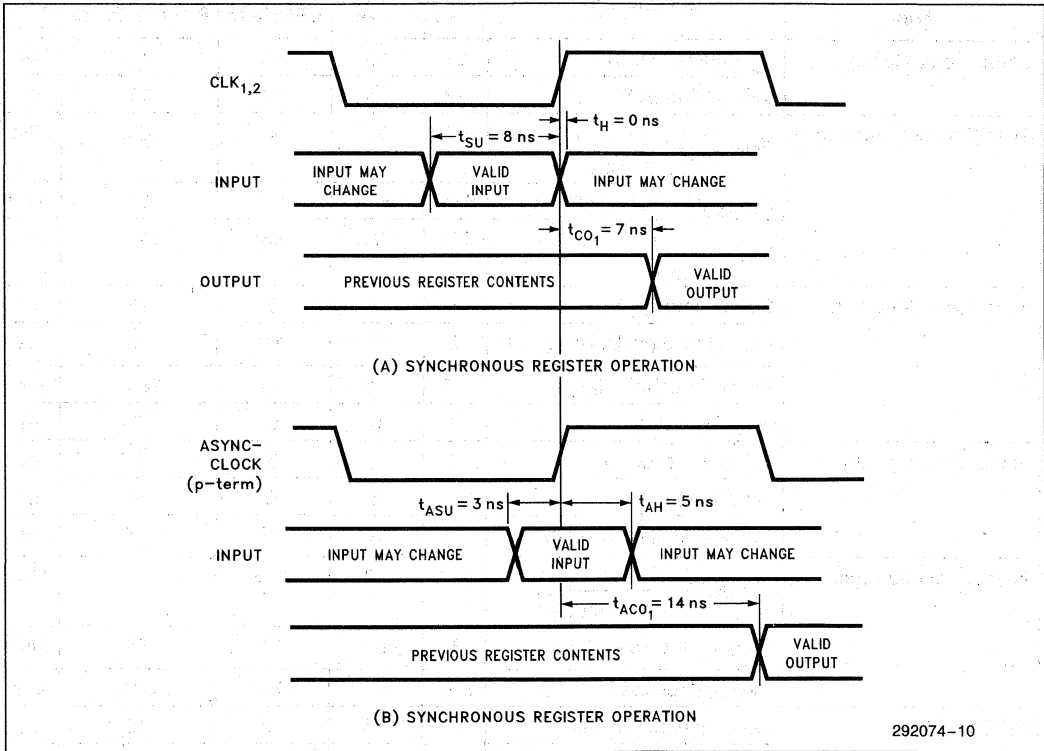 CLK1,2
tH = 0 ns
tSU = 8 ns
INPUT
INPUT MAY
CHANGE
VALID
INPUT
INPUT MAY CHANGE
tCO1 = 7 ns
OUTPUT
PREVIOUS REGISTER CONTENTS
VALID
OUTPUT
(A) SYNCHRONOUS REGISTER OPERATION
ASYNC-
CLOCK
(p-term)
tASU = 3 ns
tAH = 5 ns
INPUT
INPUT MAY CHANGE
VALID
INPUT
INPUT MAY CHANGE
tACO1 = 14 ns
PREVIOUS REGISTER CONTENTS
VALID
OUTPUT
(B) SYNCHRONOUS REGISTER OPERATION
292074-10